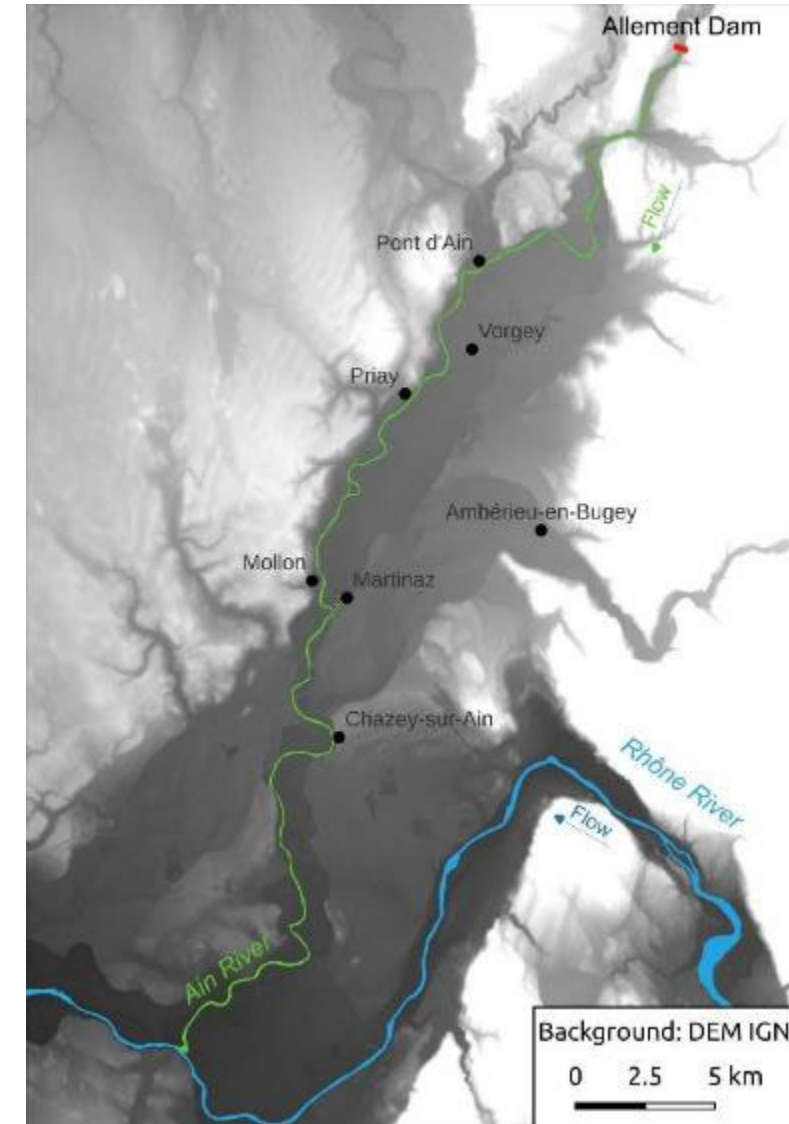 Allement Dam
Flow
Pont d'Ain
Vorgey
Priay
Ambérieu-en-Bugey
Mollon
Martinaz
Chazey-sur-Ain
Rhône River
Flow
Ain River
Background: DEM IGN
0 2.5 5 km